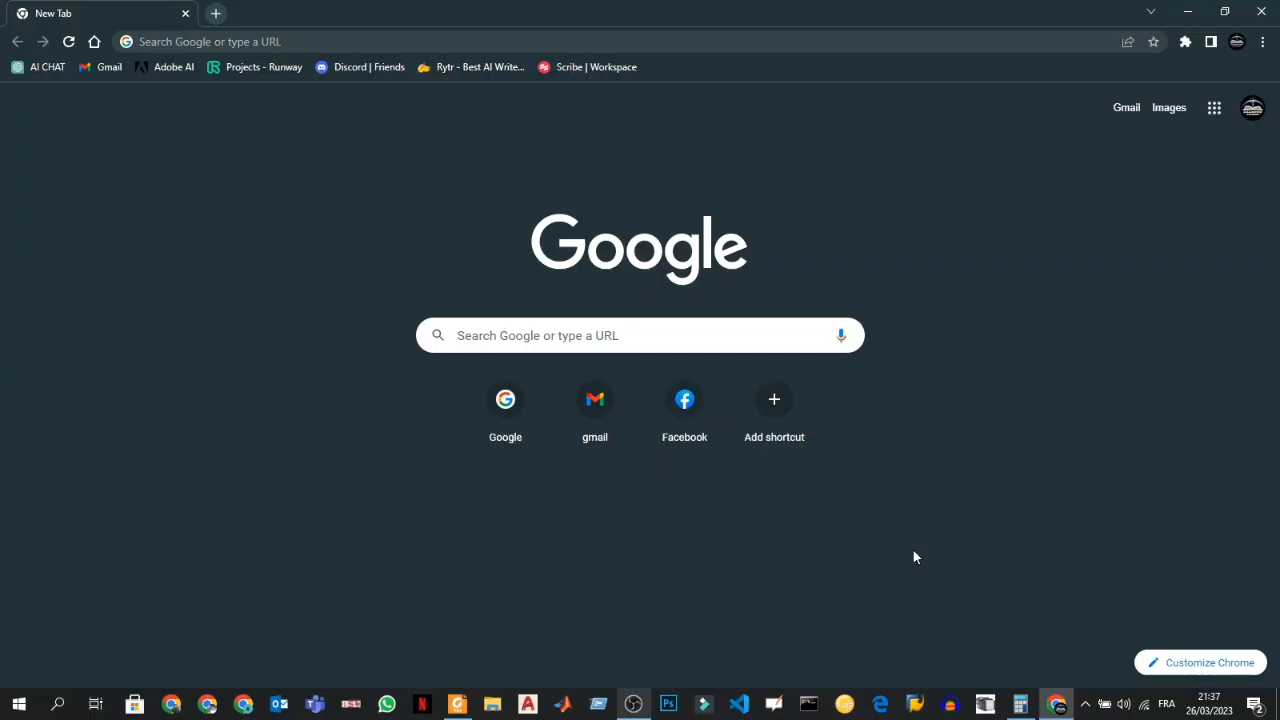 New Tab
Search Google or type a URL
AI CHAT Gmail Adobe AI Projects - Runway Discord | Friends Rytr - Best AI Write... Scribe | Workspace
Gmail Images
Google
Search Google or type a URL
Google gmail Facebook Add shortcut
Customize Chrome
FRA
21:37
26/03/2023